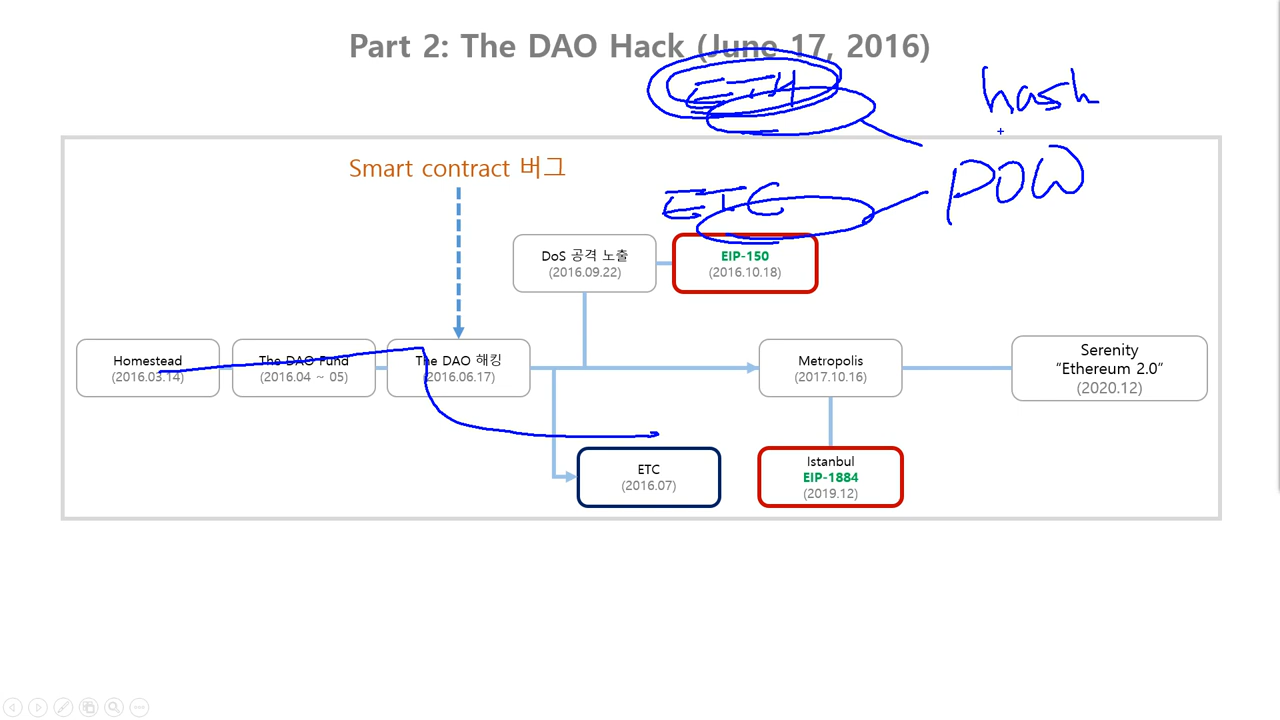 Part 2: The DAO Hack (June 17, 2016)
ETH
hash
Smart contract 버그
POW
ETC
DoS 공격 노출
(2016.09.22)
EIP-150
(2016.10.18)
Homestead
(2016.03.14)
The DAO Fund
(2016.04 ~ 05)
The DAO 해킹
(2016.06.17)
Metropolis
(2017.10.16)
Serenity
“Ethereum 2.0”
(2020.12)
ETC
(2016.07)
Istanbul
EIP-1884
(2019.12)